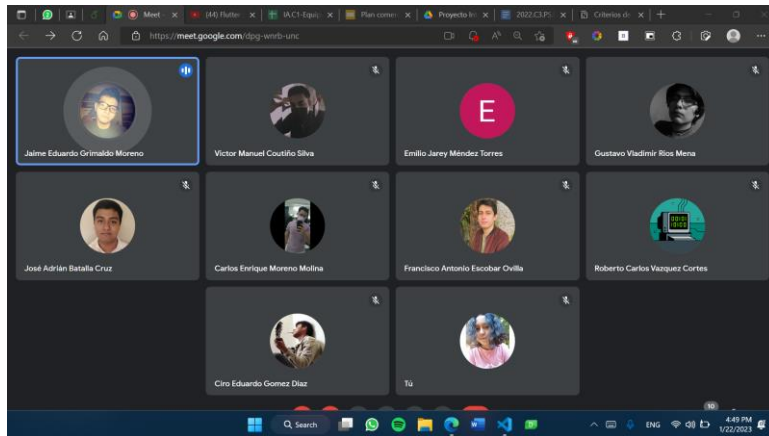 Meet -
(44) Flutter
IA.C1-Equip
Plan comer
Proyecto In
2022.C3.PS
Criterios de
https://meet.google.com/dpg-wnrb-unc
Jaime Eduardo Grimaldo Moreno
Victor Manuel Coutiño Silva
Emilio Jarey Méndez Torres
E
Gustavo Vladimir Rios Mena
José Adrián Batalla Cruz
Carlos Enrique Moreno Molina
Francisco Antonio Escobar Ovilla
Roberto Carlos Vazquez Cortes
Ciro Eduardo Gomez Diaz
Tú
10
Search
ENG
4:49 PM
1/22/2023